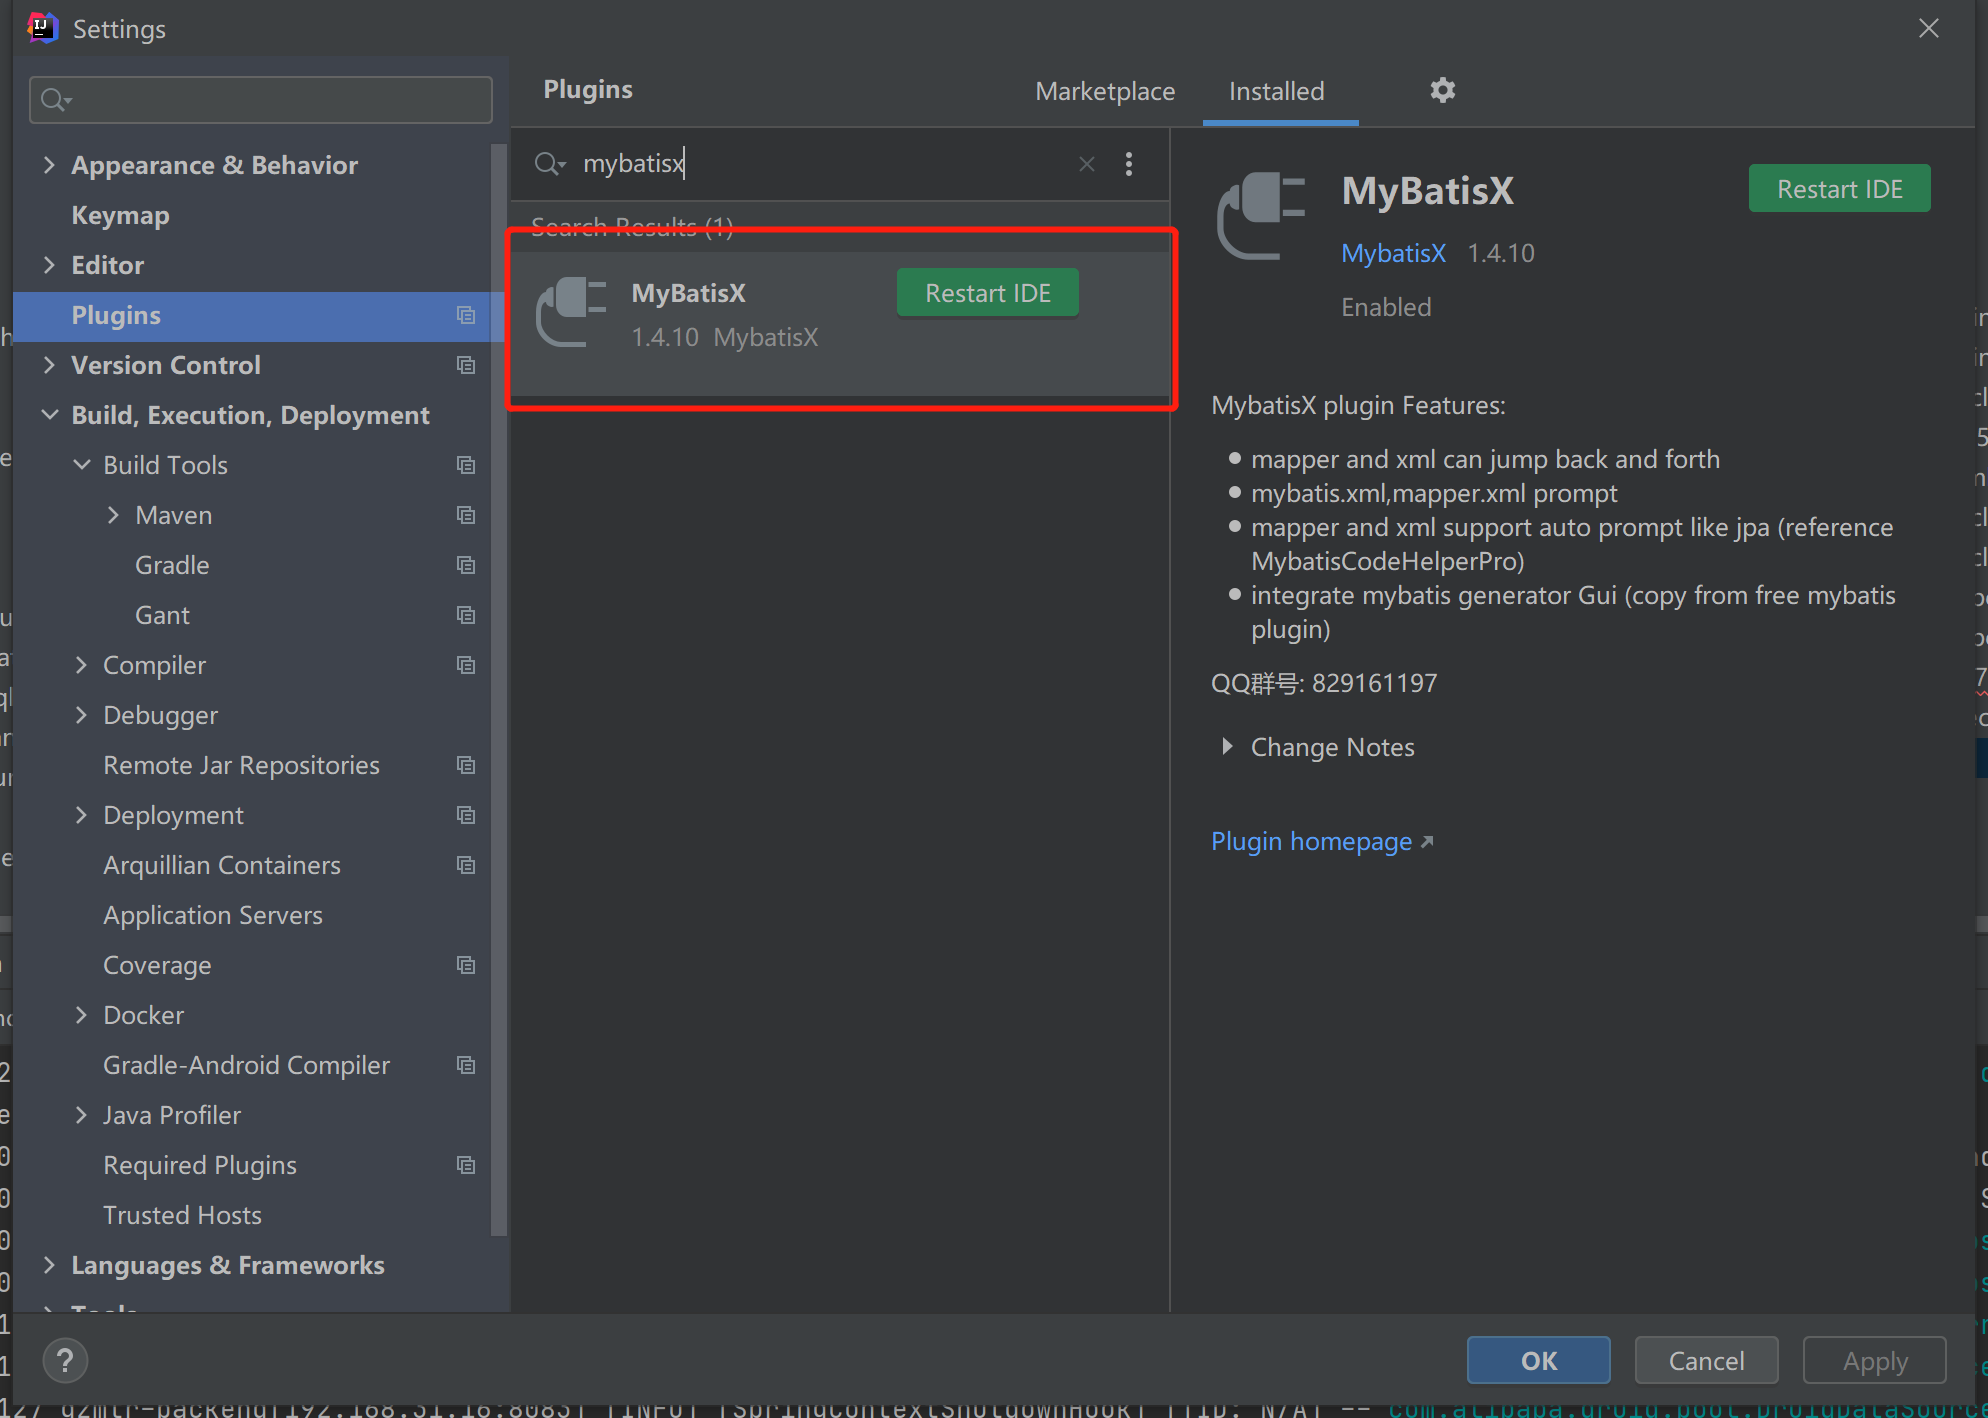 Settings
Plugins
Marketplace
Installed
mybatisx
Appearance & Behavior
Keymap
Editor
Plugins
Version Control
Build, Execution, Deployment
Build Tools
Maven
Gradle
Gant
Compiler
Debugger
Remote Jar Repositories
Deployment
Arquillian Containers
Application Servers
Coverage
Docker
Gradle-Android Compiler
Java Profiler
Required Plugins
Trusted Hosts
Languages & Frameworks
Tools
Search Results (1)
MyBatisX
Restart IDE
1.4.10 MybatisX
MyBatisX
Restart IDE
MybatisX 1.4.10
Enabled
MybatisX plugin Features:
mapper and xml can jump back and forth
mybatis.xml,mapper.xml prompt
mapper and xml support auto prompt like jpa (reference
MybatisCodeHelperPro)
integrate mybatis generator Gui (copy from free mybatis
plugin)
QQ群号: 829161197
Change Notes
Plugin homepage
?
OK
Cancel
Apply